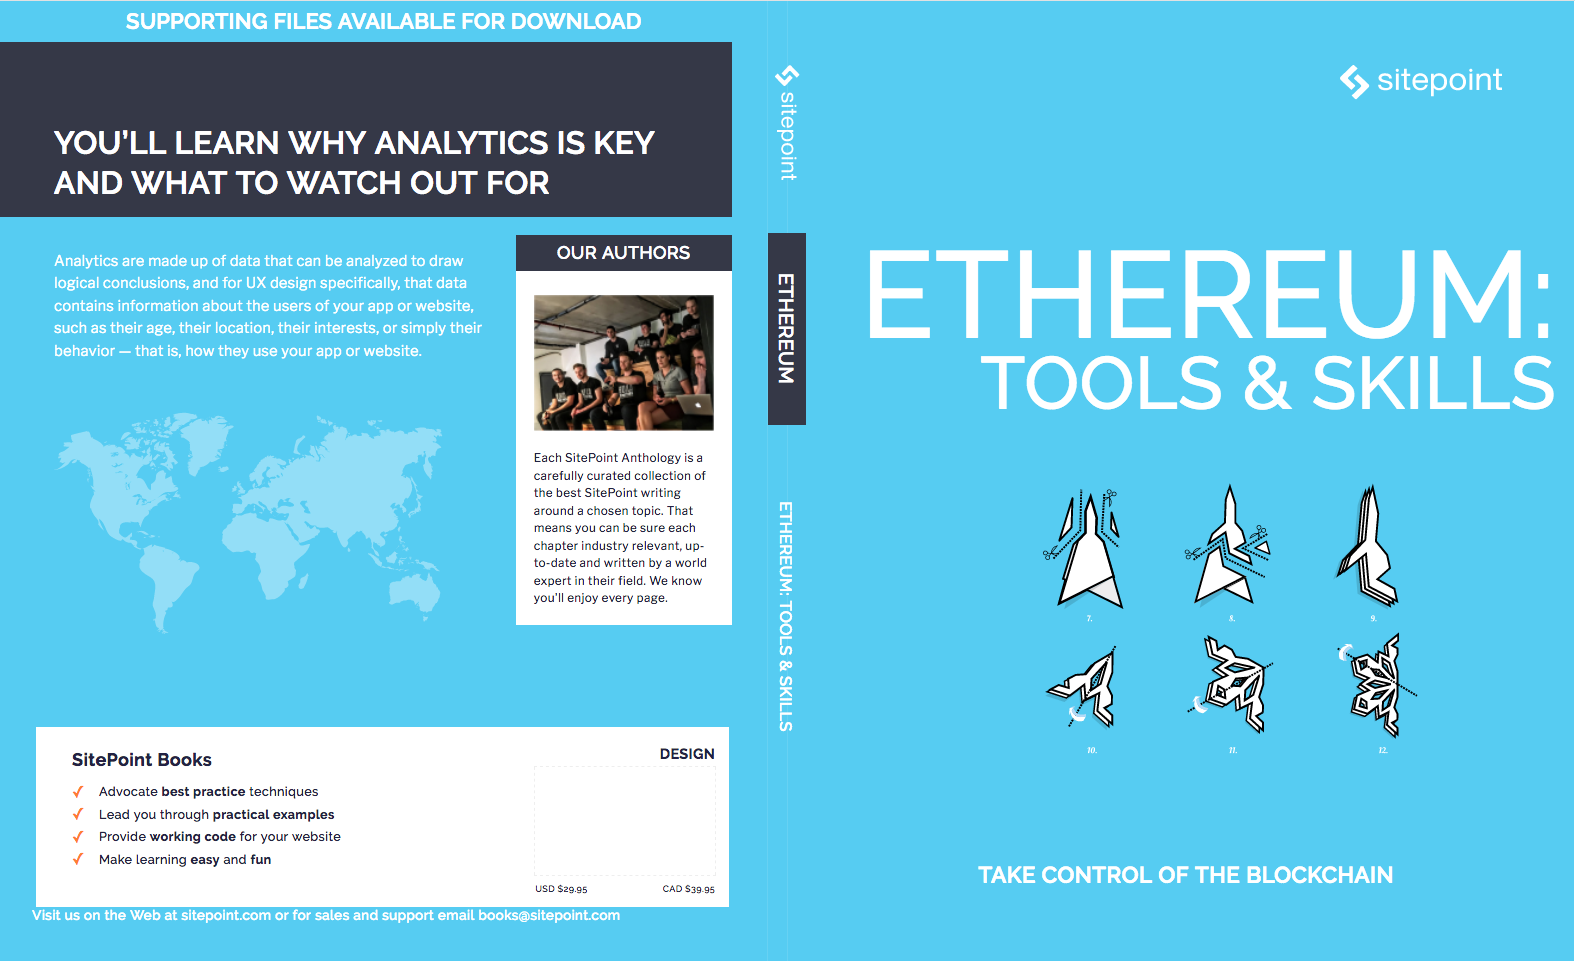 SUPPORTING FILES AVAILABLE FOR DOWNLOAD
YOU'LL LEARN WHY ANALYTICS IS KEY
AND WHAT TO WATCH OUT FOR
Analytics are made up of data that can be analyzed to draw
logical conclusions, and for UX design specifically, that data
contains information about the users of your app or website,
such as their age, their location, their interests, or simply their
behavior — that is, how they use your app or website.
OUR AUTHORS
Each SitePoint Anthology is a
carefully curated collection of
the best SitePoint writing
around a chosen topic. That
means you can be sure each
chapter industry relevant, up-
to-date and written by a world
expert in their field. We know
you'll enjoy every page.
SitePoint Books
✓ Advocate best practice techniques
✓ Lead you through practical examples
✓ Provide working code for your website
✓ Make learning easy and fun
DESIGN
USD $29.95
CAD $39.95
Visit us on the Web at sitepoint.com or for sales and support email books@sitepoint.com
sitepoint
ETHEREUM
ETHEREUM: TOOLS & SKILLS
sitepoint
ETHEREUM:
TOOLS & SKILLS
7.
8.
9.
10.
11.
12.
TAKE CONTROL OF THE BLOCKCHAIN